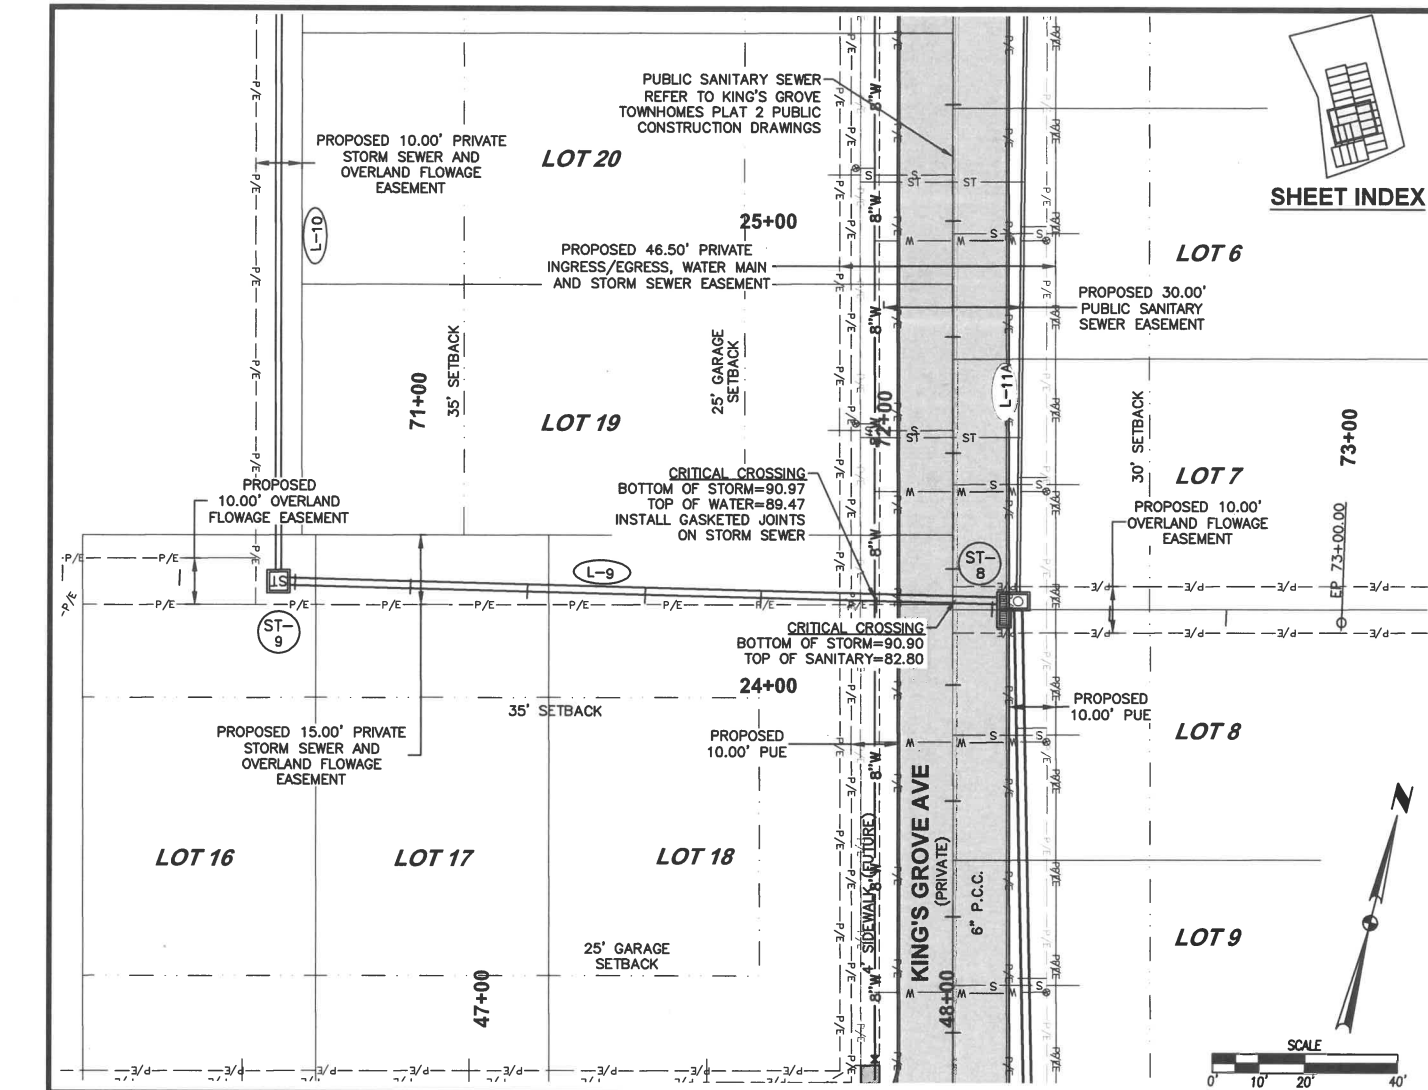 PUBLIC SANITARY SEWER
REFER TO KING'S GROVE
TOWNHOMES PLAT 2 PUBLIC
CONSTRUCTION DRAWINGS
SHEET INDEX
PROPOSED 10.00' PRIVATE
STORM SEWER AND
OVERLAND FLOWAGE
EASEMENT
LOT 20
L-10
25+00
PROPOSED 46.50' PRIVATE
INGRESS/EGRESS, WATER MAIN
AND STORM SEWER EASEMENT
LOT 6
PROPOSED 30.00'
PUBLIC SANITARY
SEWER EASEMENT
71+00
35' SETBACK
25' GARAGE
SETBACK
LOT 19
72+00
L-11A
30' SETBACK
73+00
LOT 7
PROPOSED
10.00' OVERLAND
FLOWAGE EASEMENT
CRITICAL CROSSING
BOTTOM OF STORM=90.97
TOP OF WATER=89.47
INSTALL GASKETED JOINTS
ON STORM SEWER
PROPOSED 10.00'
OVERLAND FLOWAGE
EASEMENT
EP 73+00.00
ST-
8
L-9
ST
ST-
9
CRITICAL CROSSING
BOTTOM OF STORM=90.90
TOP OF SANITARY=82.80
24+00
35' SETBACK
PROPOSED 15.00' PRIVATE
STORM SEWER AND
OVERLAND FLOWAGE
EASEMENT
PROPOSED
10.00' PUE
PROPOSED
10.00' PUE
LOT 8
LOT 16
LOT 17
LOT 18
4' SIDEWALK (FUTURE)
KING'S GROVE AVE
(PRIVATE)
6" P.C.C.
8"W
P/E
S
ST
W
LOT 9
25' GARAGE
SETBACK
47+00
48+00
N
SCALE
0' 10' 20' 40'